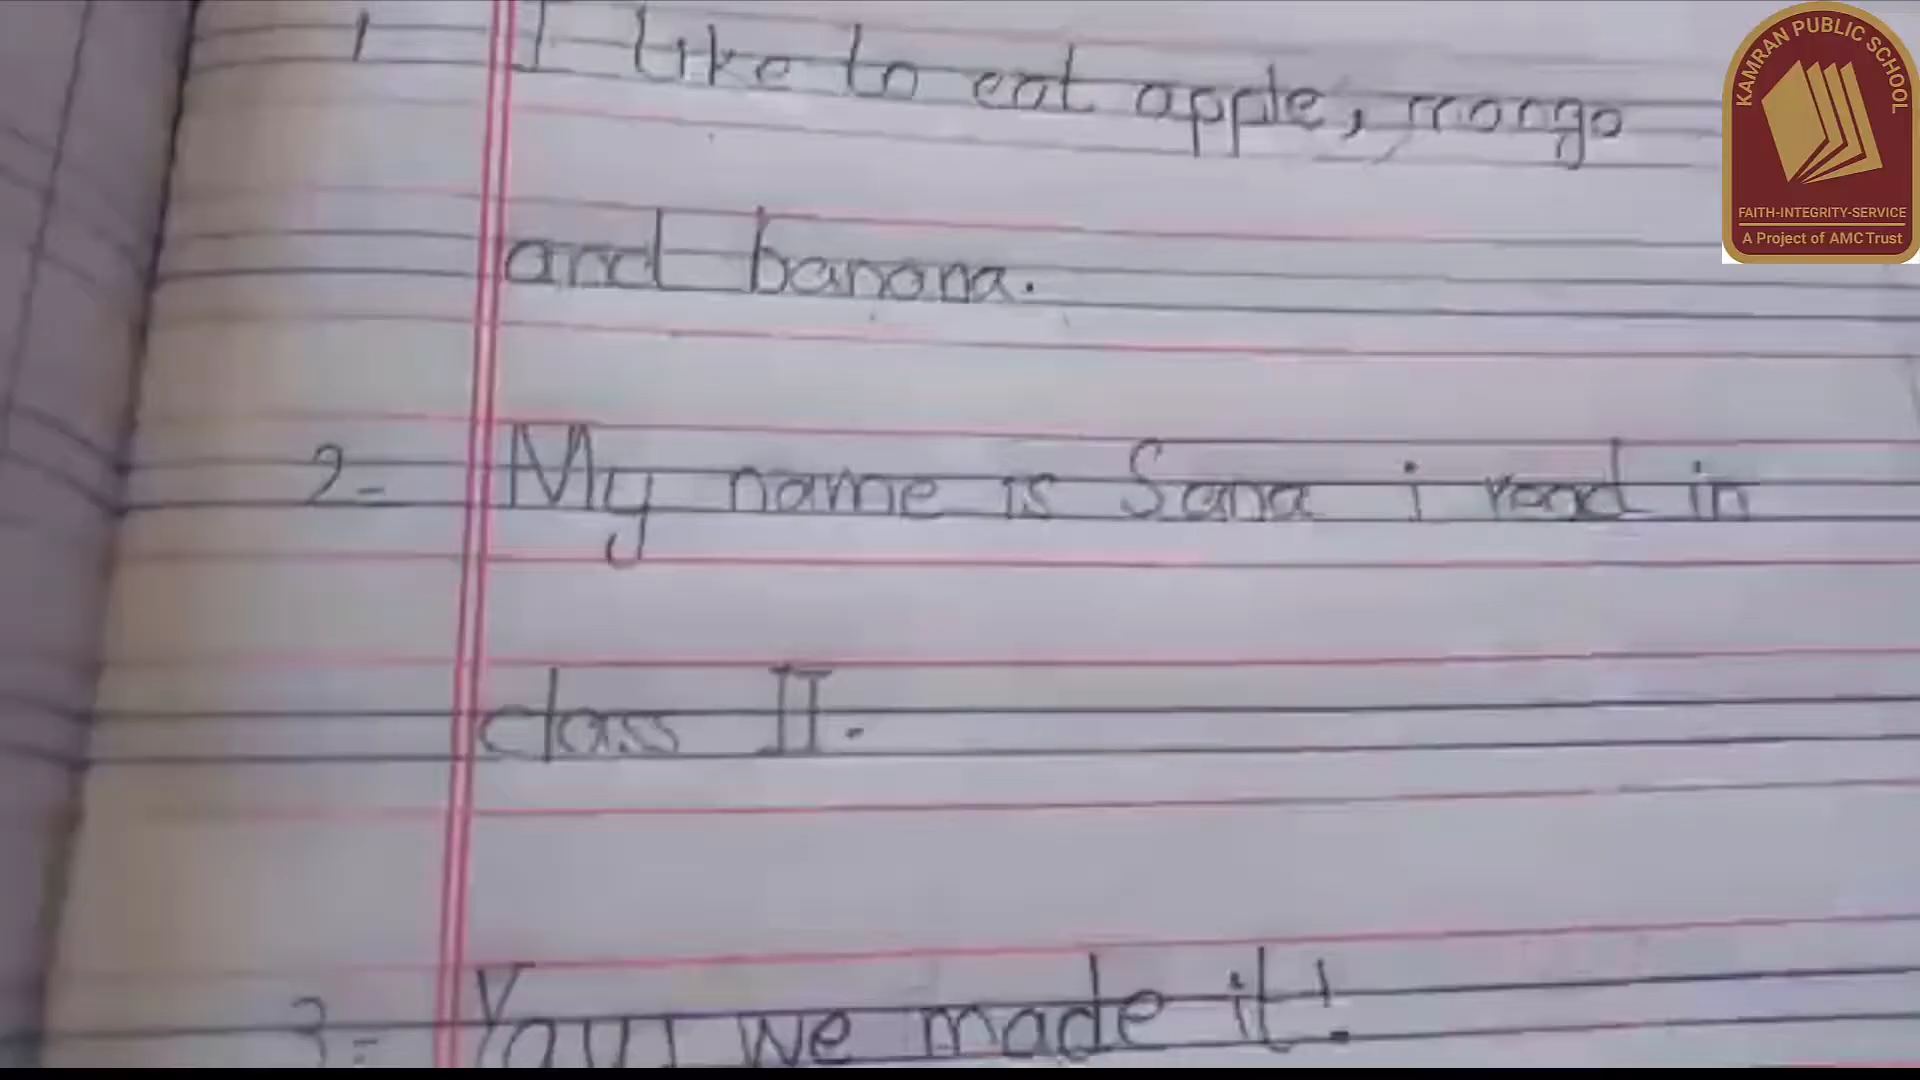 1 I like to eat apple, mango
and banana.
2- My name is Sana i read in
class II.
3- Yay! we made it!
KAMRAN PUBLIC SCHOOL
FAITH-INTEGRITY-SERVICE
A Project of AMC Trust